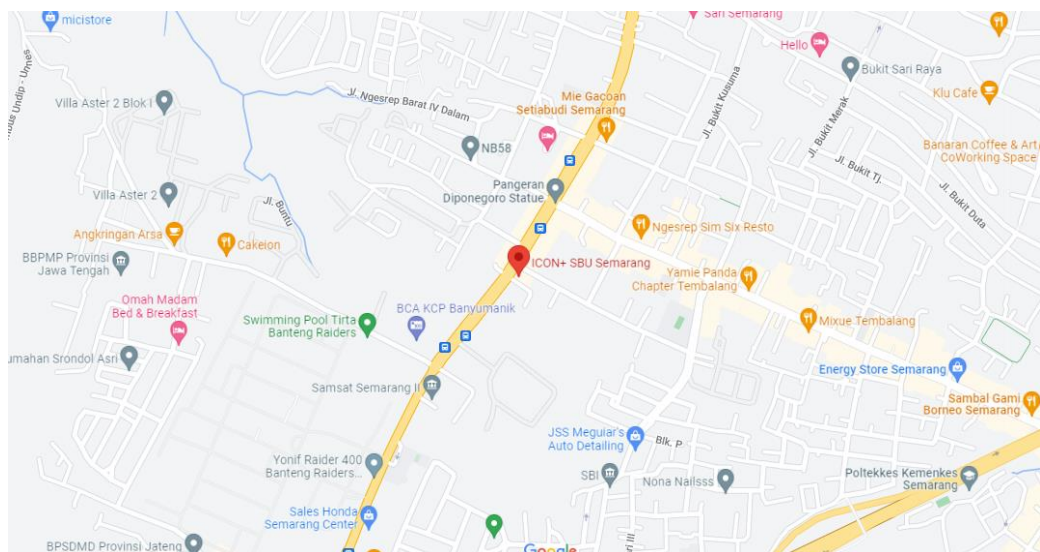 micistore
Sari Semarang
Hello
Bukit Sari Raya
Klu Cafe
Villa Aster 2 Blok I
Jl. Ngesrep Barat IV Dalam
Mie Gacoan
Setiabudi Semarang
Jl. Bukit Kusuma
Jl. Bukit Merak
Banaran Coffee & Art/
CoWorking Space
NB58
Jl. Bukit Tj.
Jl. Bukit Duta
Villa Aster 2
Jl. Buntu
Pangeran
Diponegoro Statue
Angkringan Arsa
Cakeion
Ngesrep Sim Six Resto
BBPMP Provinsi
Jawa Tengah
ICON+ SBU Semarang
Yamie Panda
Chapter Tembalang
Omah Madam
Bed & Breakfast
BCA KCP Banyumanik
Swimming Pool Tirta
Banteng Raiders
Mixue Tembalang
umahan Srondol Asri
Energy Store Semarang
Samsat Semarang II
Sambal Gami
Borneo Semarang
JSS Meguiar's
Auto Detailing
Blk. P
Yonif Raider 400
Banteng Raiders...
SBI
Nona Nailsss
Poltekkes Kemenkes
Semarang
Sales Honda
Semarang Center
BPSDMD Provinsi Jateng
Google